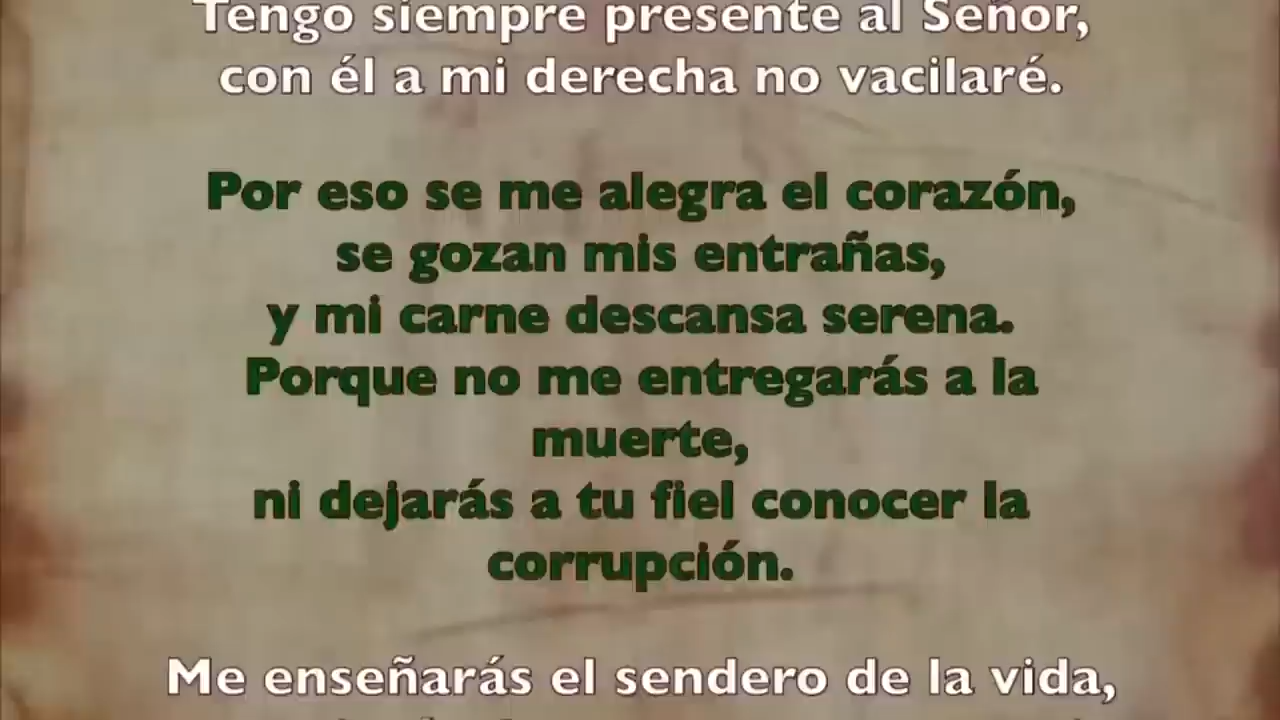 Tengo siempre presente al Señor,
con él a mi derecha no vacilaré.
Por eso se me alegra el corazón,
se gozan mis entrañas,
y mi carne descansa serena.
Porque no me entregarás a la
muerte,
ni dejarás a tu fiel conocer la
corrupción.
Me enseñarás el sendero de la vida,